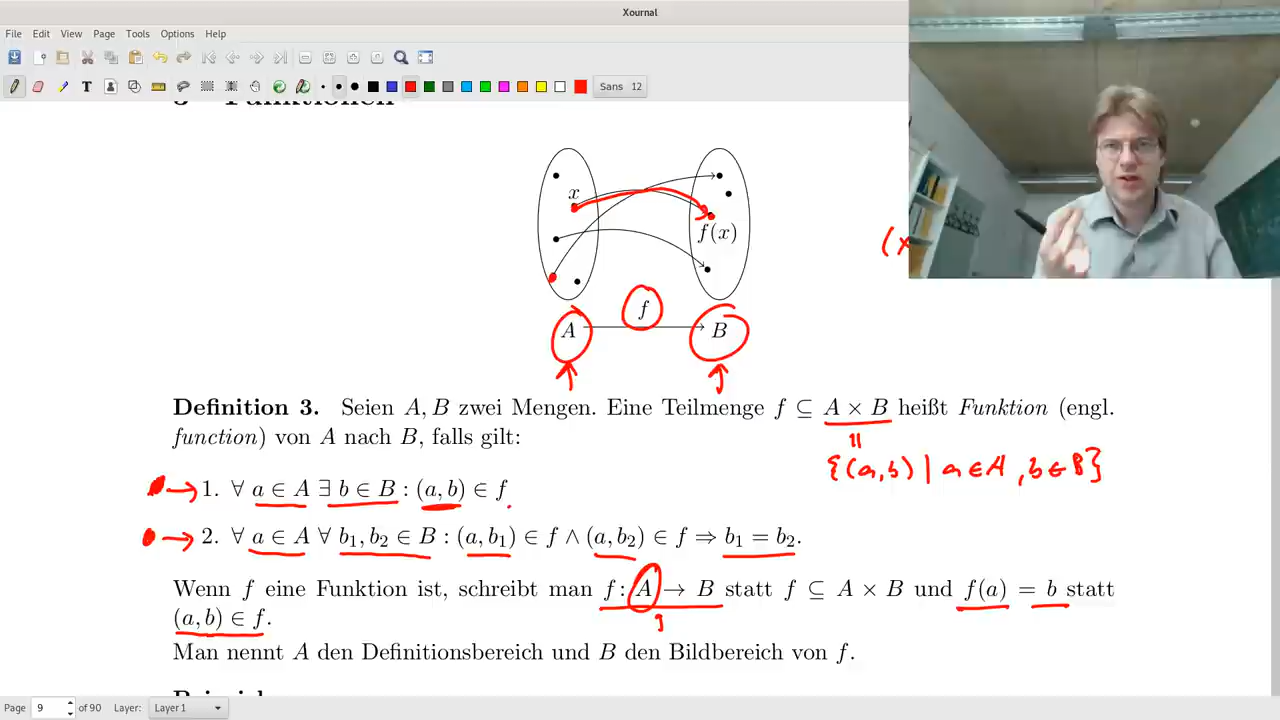 Xournal
File Edit View Page Tools Options Help
Sans 12
x
f(x)
(x
f
A B
Definition 3. Seien A, B zwei Mengen. Eine Teilmenge f ⊆ A × B heißt Funktion (engl.
function) von A nach B, falls gilt:
=
{(a,b) | a ∈ A, b ∈ B}
→ 1. ∀ a ∈ A ∃ b ∈ B : (a, b) ∈ f
→ 2. ∀ a ∈ A ∀ b₁, b₂ ∈ B : (a, b₁) ∈ f ∧ (a, b₂) ∈ f ⇒ b₁ = b₂.
Wenn f eine Funktion ist, schreibt man f : A → B statt f ⊆ A × B und f(a) = b statt
(a, b) ∈ f.
Man nennt A den Definitionsbereich und B den Bildbereich von f.
Page 9 of 90 Layer: Layer 1